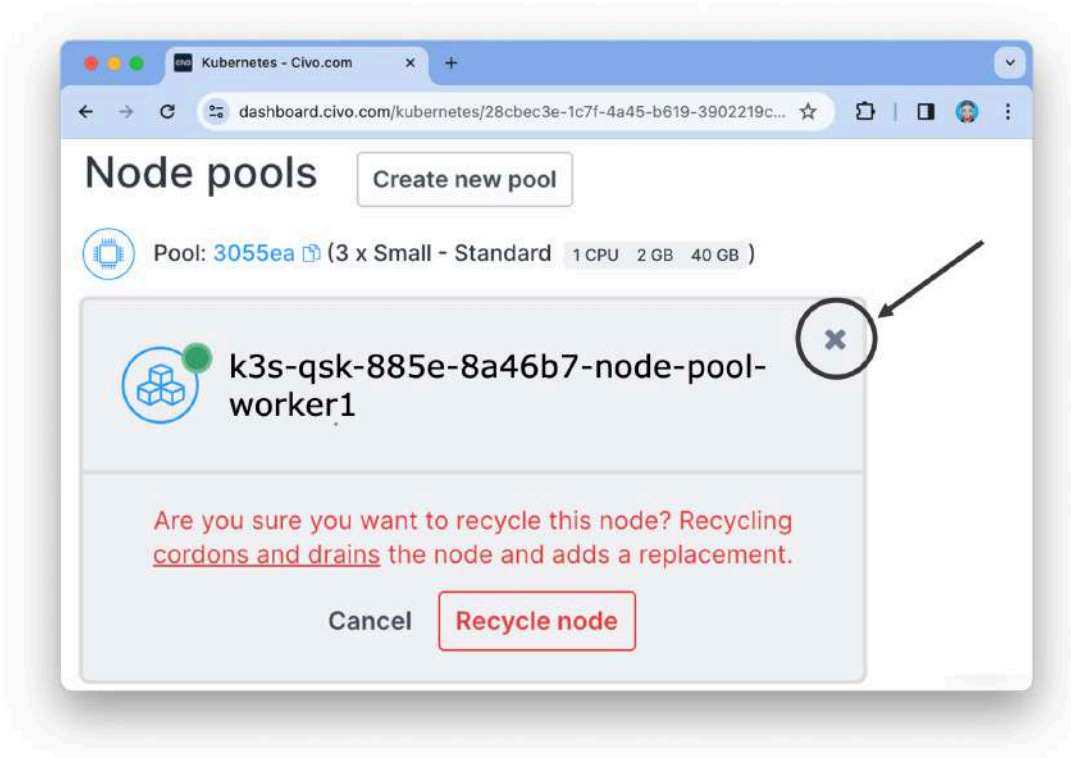 CIVO Kubernetes - Civo.com
dashboard.civo.com/kubernetes/28cbec3e-1c7f-4a45-b619-3902219c...
Node pools Create new pool
Pool: 3055ea (3 x Small - Standard 1 CPU 2 GB 40 GB )
k3s-qsk-885e-8a46b7-node-pool-
worker1
Are you sure you want to recycle this node? Recycling
cordons and drains the node and adds a replacement.
Cancel Recycle node